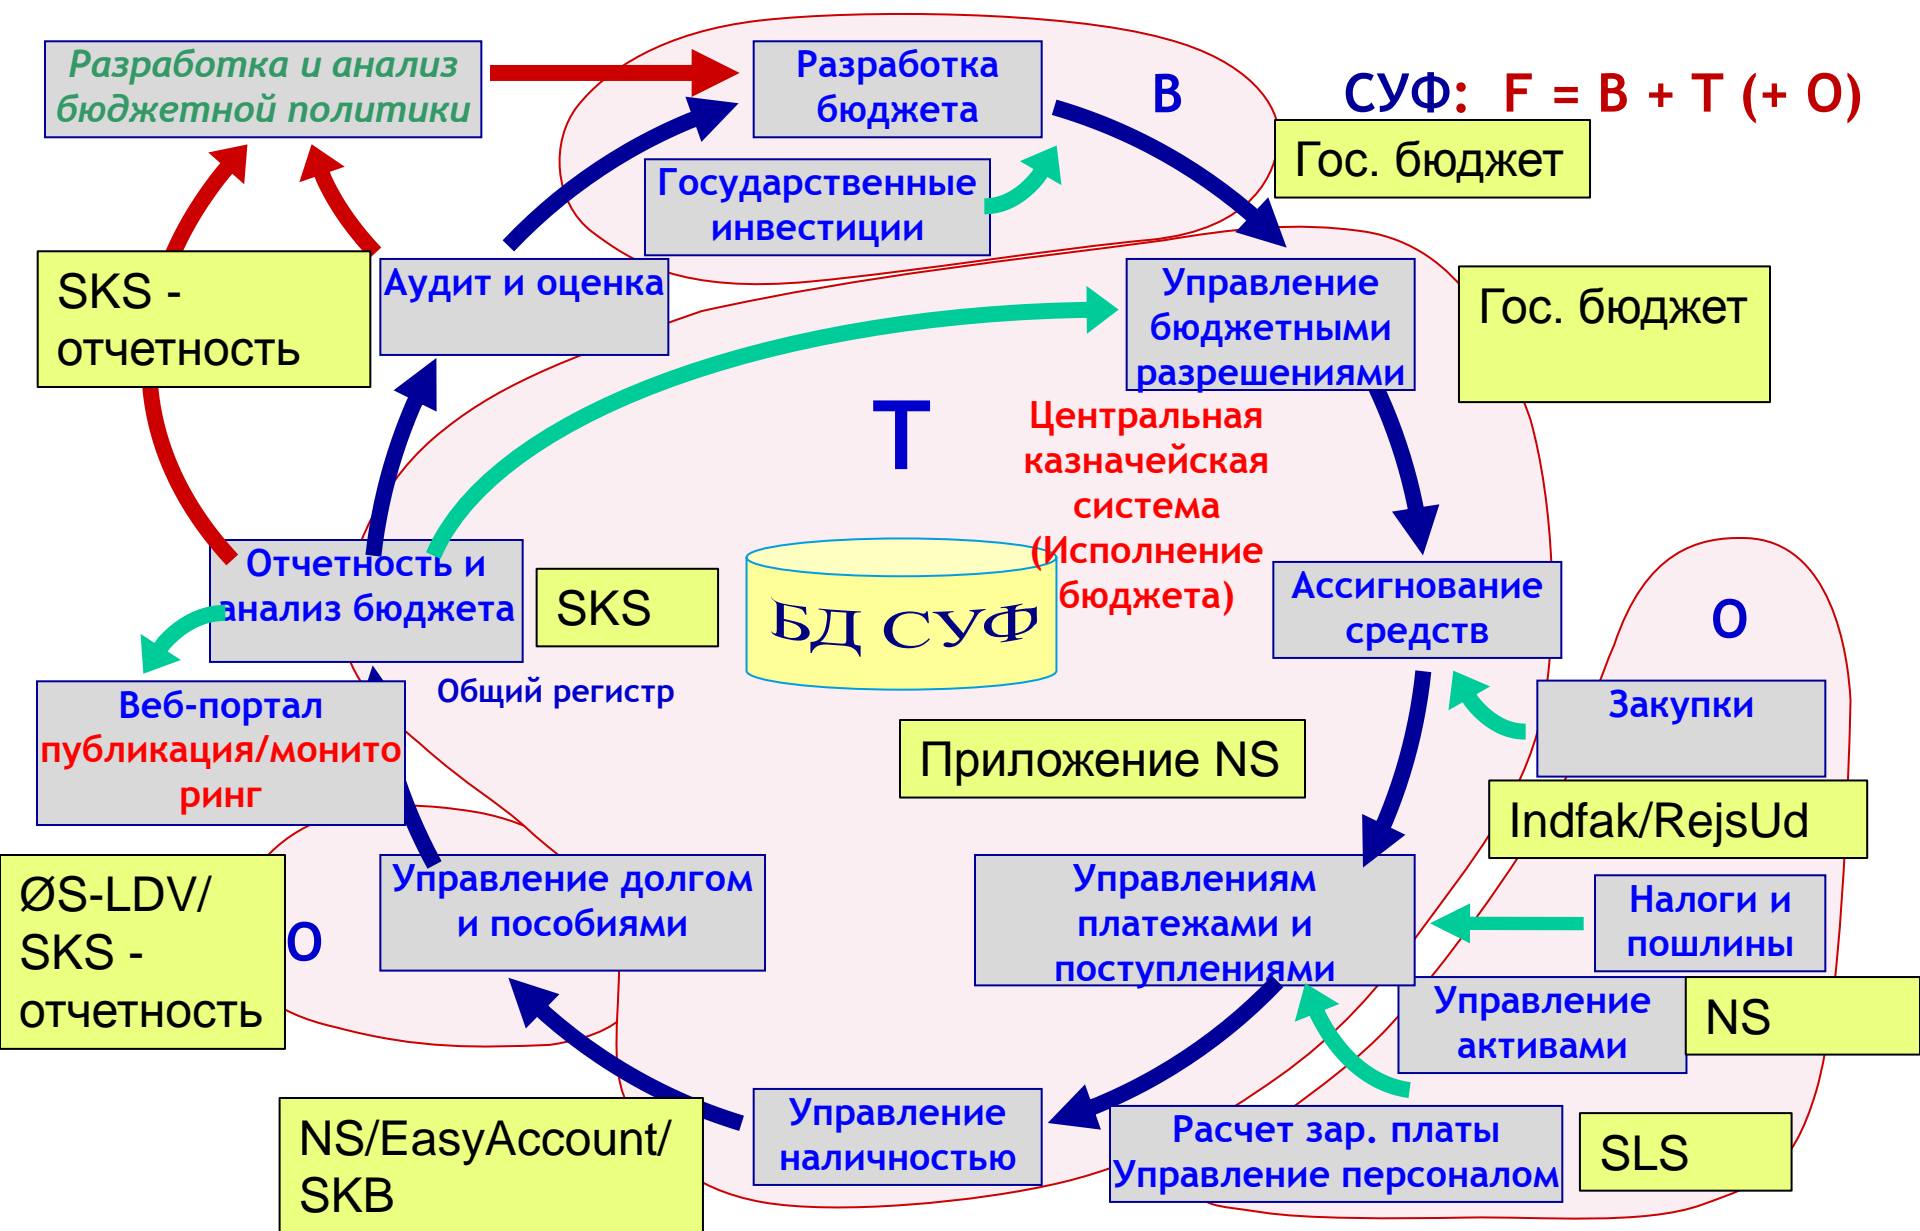 Разработка и анализ
бюджетной политики
Разработка
бюджета
B
СУФ: F = B + T (+ O)
Гос. бюджет
Государственные
инвестиции
SKS -
отчетность
Аудит и оценка
Управление
бюджетными
разрешениями
Гос. бюджет
T
Центральная
казначейская
система
(Исполнение
бюджета)
Отчетность и
анализ бюджета
SKS
БД СУФ
Ассигнование
средств
O
Общий регистр
Веб-портал
публикация/монито
ринг
Закупки
Приложение NS
Indfak/RejsUd
ØS-LDV/
SKS -
отчетность
O
Управление долгом
и пособиями
Управлениям
платежами и
поступлениями
Налоги и
пошлины
Управление
активами
NS
NS/EasyAccount/
SKB
Управление
наличностью
Расчет зар. платы
Управление персоналом
SLS